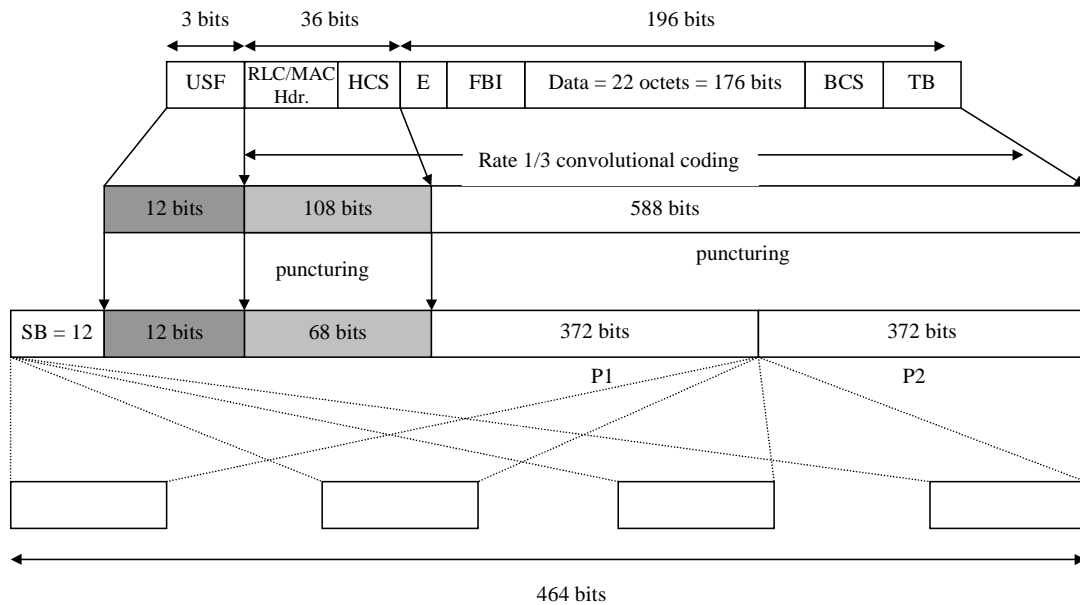 3 bits
36 bits
196 bits
USF
RLC/MAC
Hdr.
HCS
E
FBI
Data = 22 octets = 176 bits
BCS
TB
Rate 1/3 convolutional coding
12 bits
108 bits
588 bits
puncturing
puncturing
SB = 12
12 bits
68 bits
372 bits
372 bits
P1
P2
464 bits